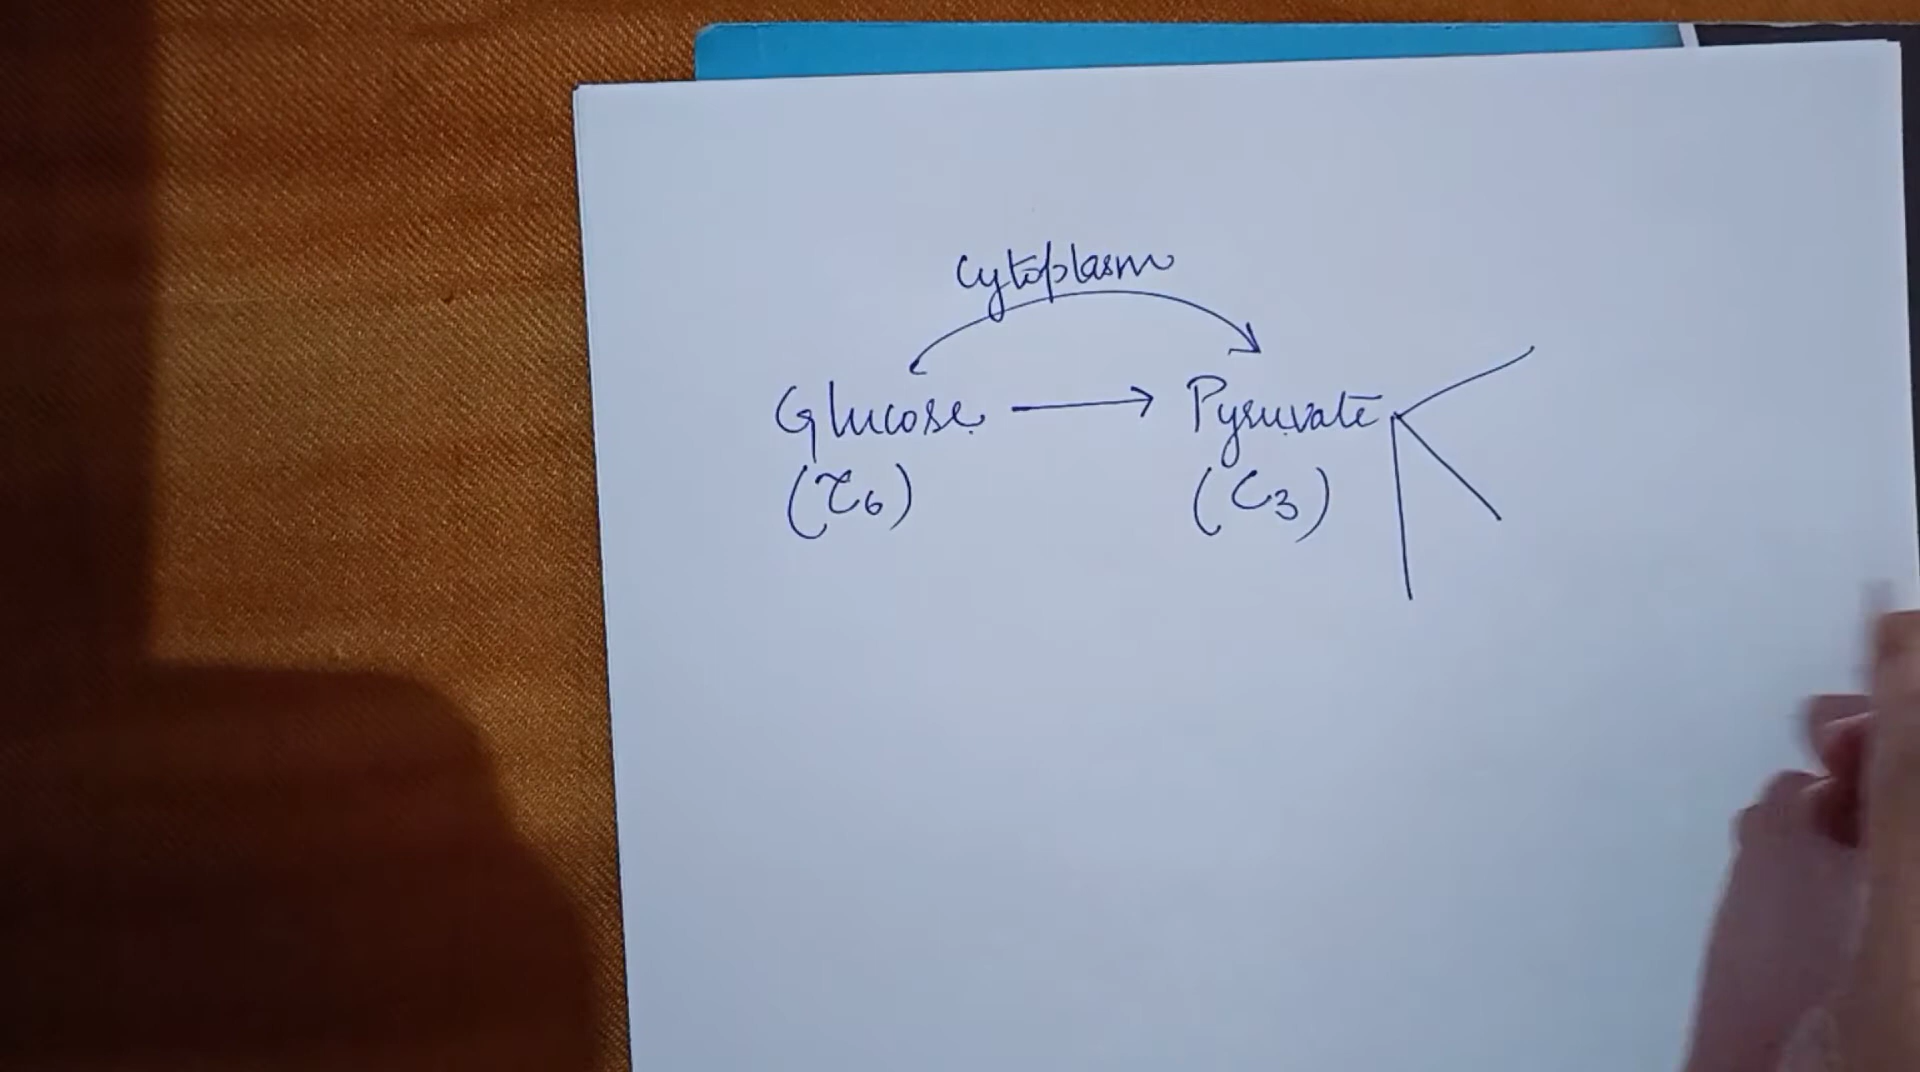 Cytoplasm
Glucose → Pyruvate
(C6) (C3)